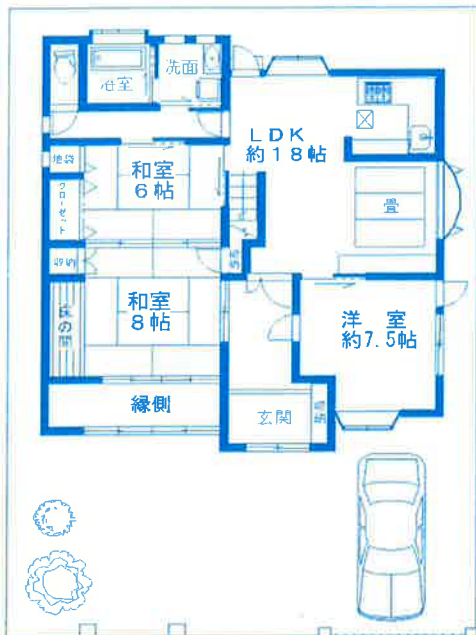 浴室
洗面
LDK
約18帖
地袋
和室
6帖
クローゼット
畳
収納
和室
8帖
床の間
洋室
約7.5帖
縁側
玄関